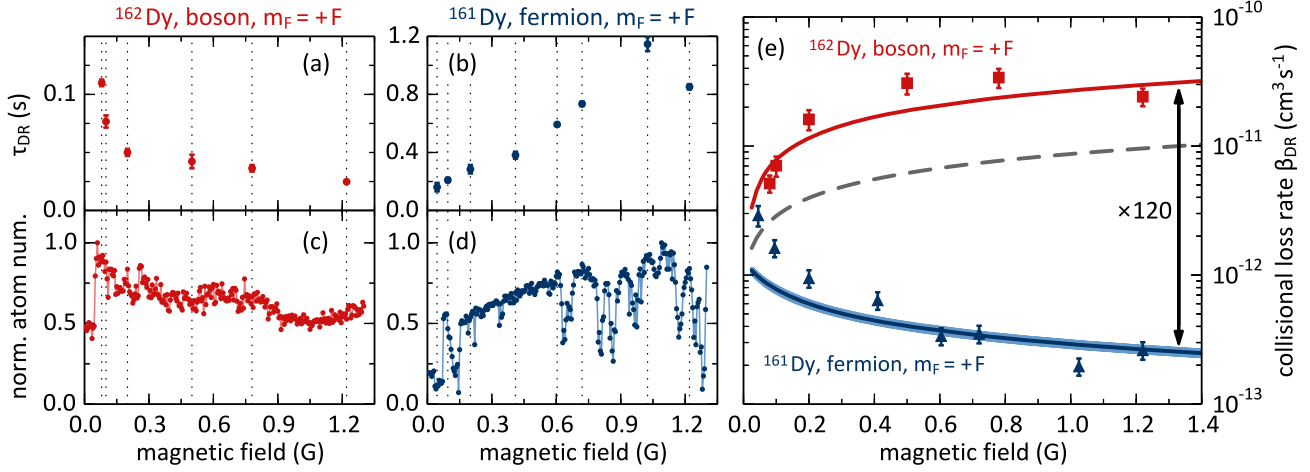 ¹⁶²Dy, boson, mF = +F
¹⁶¹Dy, fermion, mF = +F
(a)
(b)
τDR (s)
0.1
0.0
1.2
0.8
0.4
0.0
(c)
(d)
norm. atom num.
1.0
0.5
0.0
1.0
0.5
0.0
0.0 0.3 0.6 0.9 1.2
magnetic field (G)
0.0 0.3 0.6 0.9 1.2
magnetic field (G)
(e)
¹⁶²Dy, boson, mF = +F
×120
¹⁶¹Dy, fermion, mF = +F
10⁻¹⁰
10⁻¹¹
10⁻¹²
10⁻¹³
collisional loss rate βDR (cm³ s⁻¹)
0.0 0.2 0.4 0.6 0.8 1.0 1.2 1.4
magnetic field (G)